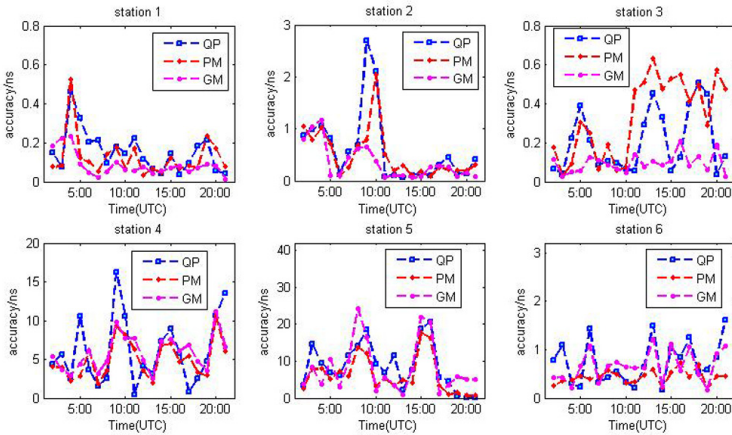 station 1
accuracy/ns
0.8
0.6
0.4
0.2
0
QP
PM
GM
5:00 10:00 15:00 20:00
Time(UTC)
station 2
accuracy/ns
3
2
1
0
QP
PM
GM
5:00 10:00 15:00 20:00
Time(UTC)
station 3
accuracy/ns
0.8
0.6
0.4
0.2
0
QP
PM
GM
5:00 10:00 15:00 20:00
Time(UTC)
station 4
accuracy/ns
20
15
10
5
0
QP
PM
GM
5:00 10:00 15:00 20:00
Time(UTC)
station 5
accuracy/ns
40
30
20
10
0
QP
PM
GM
5:00 10:00 15:00 20:00
Time(UTC)
station 6
accuracy/ns
3
2
1
0
QP
PM
GM
5:00 10:00 15:00 20:00
Time(UTC)